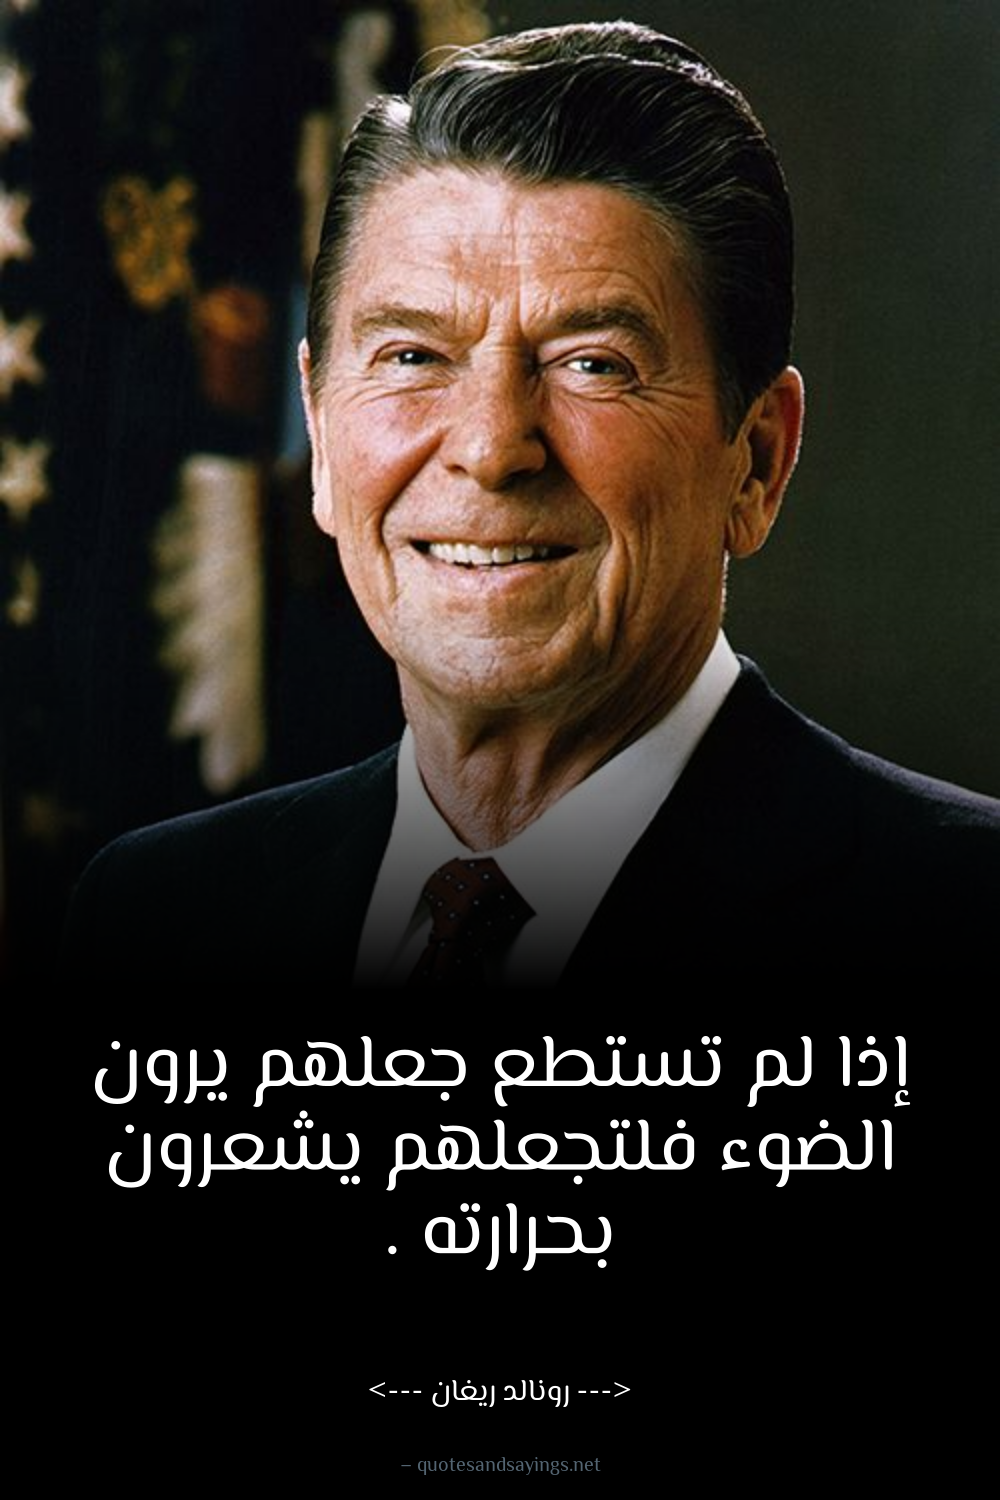 إذا لم تستطع جعلهم يرون
الضوء فلتجعلهم يشعرون
بحرارته .
<--- رونالد ريغان --->
– quotesandsayings.net